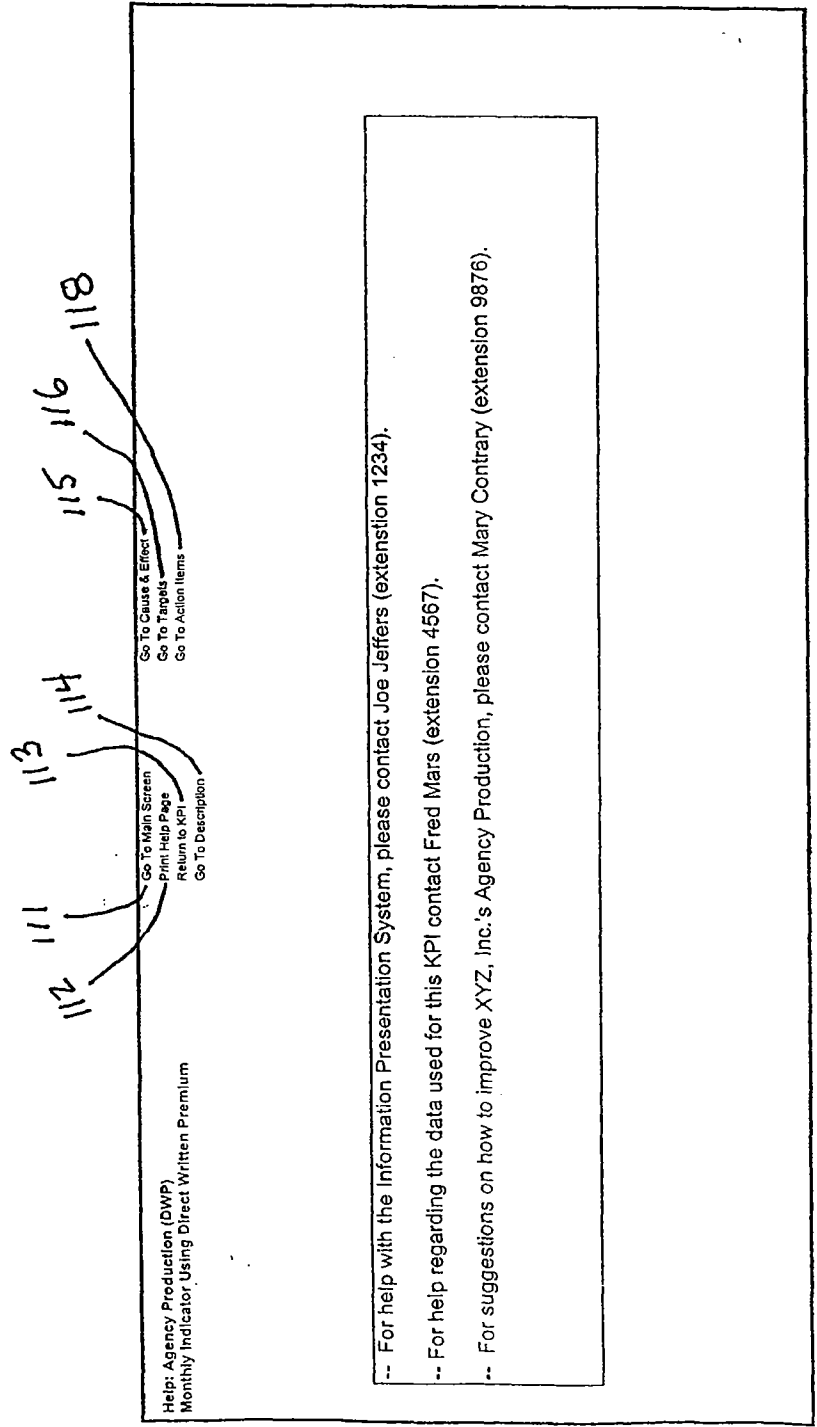 112
111
113
114
115
116
118
Help: Agency Production (DWP)
Monthly Indicator Using Direct Written Premium
Go To Main Screen
Print Help Page
Return to KPI
Go To Description
Go To Cause & Effect
Go To Targets
Go To Action Items
-- For help with the Information Presentation System, please contact Joe Jeffers (extenstion 1234).
-- For help regarding the data used for this KPI contact Fred Mars (extension 4567).
-- For suggestions on how to improve XYZ, Inc.'s Agency Production, please contact Mary Contrary (extension 9876).